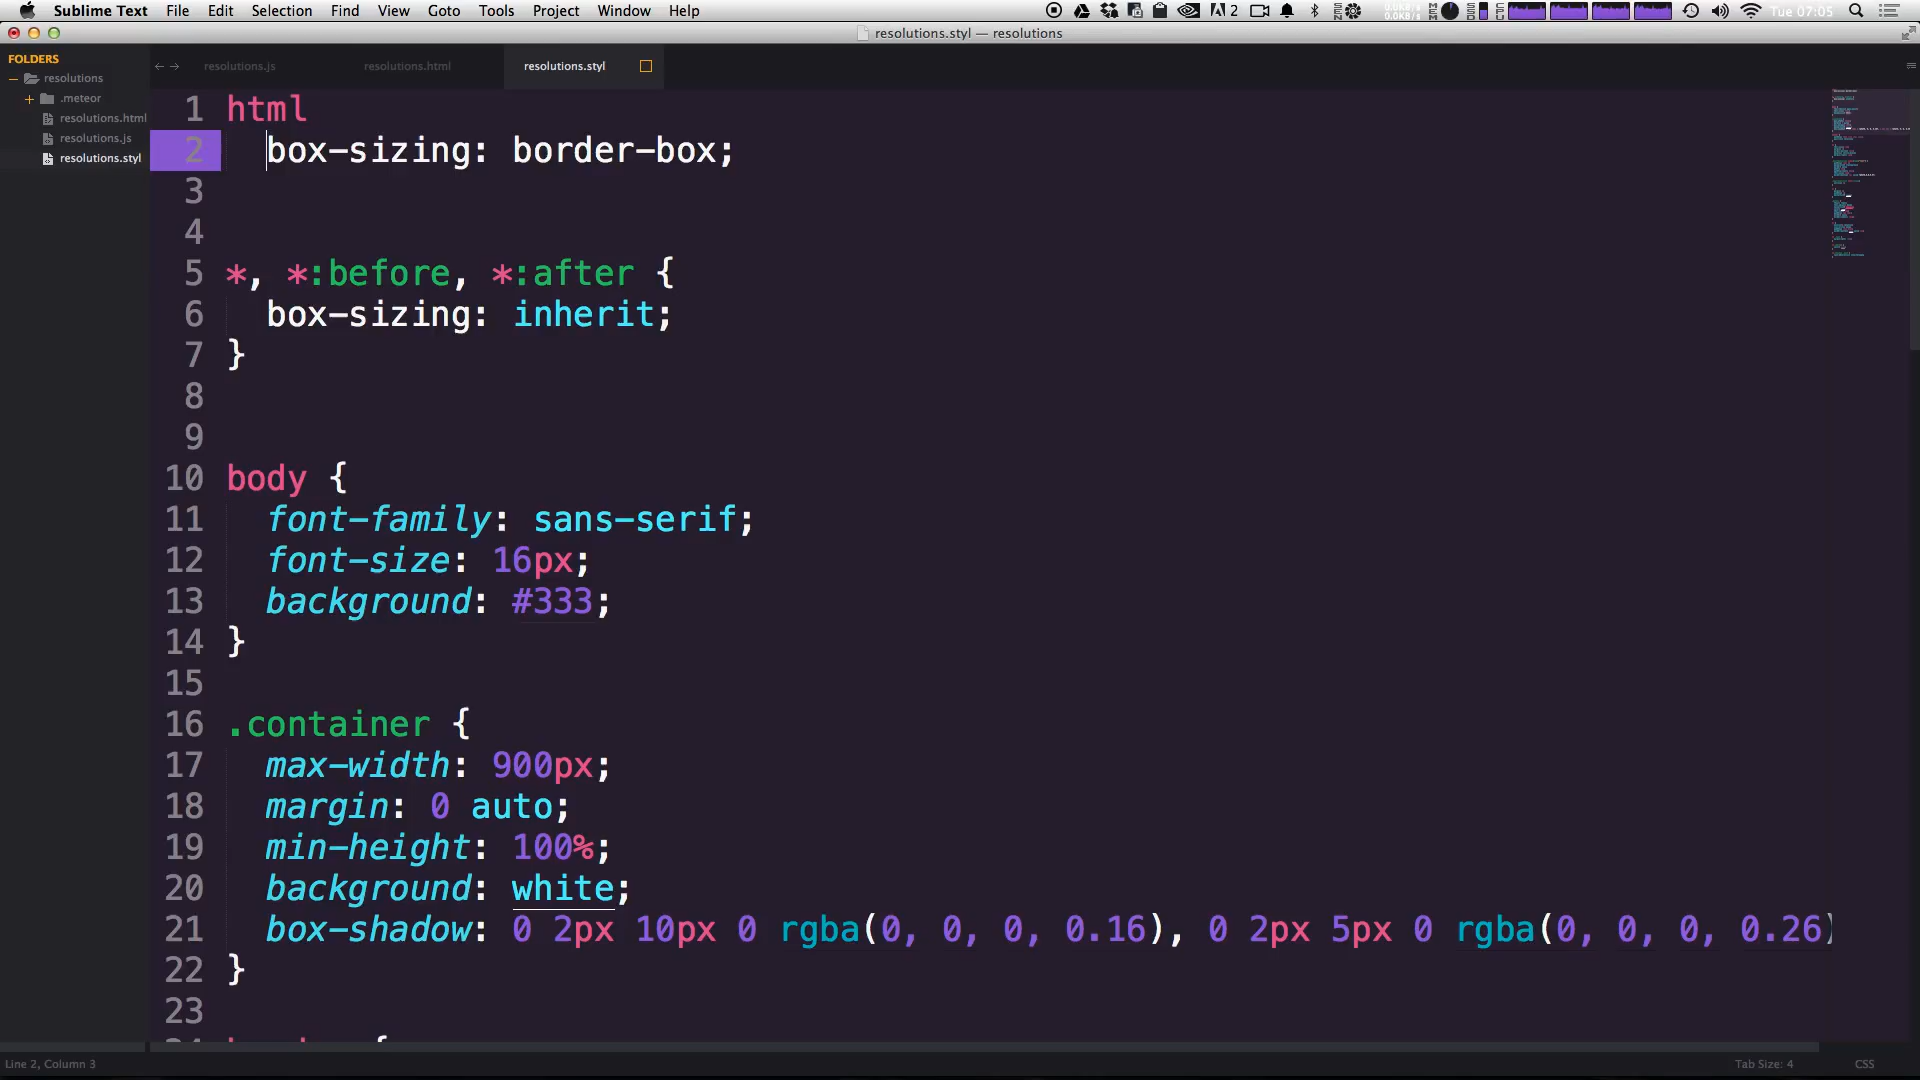 Sublime Text File Edit Selection Find View Goto Tools Project Window Help 2 Tue 07:05
resolutions.styl — resolutions
FOLDERS
resolutions
.meteor
resolutions.html
resolutions.js
resolutions.styl
resolutions.js resolutions.html resolutions.styl
1 html
2 box-sizing: border-box;
3
4
5 *, *:before, *:after {
6 box-sizing: inherit;
7 }
8
9
10 body {
11 font-family: sans-serif;
12 font-size: 16px;
13 background: #333;
14 }
15
16 .container {
17 max-width: 900px;
18 margin: 0 auto;
19 min-height: 100%;
20 background: white;
21 box-shadow: 0 2px 10px 0 rgba(0, 0, 0, 0.16), 0 2px 5px 0 rgba(0, 0, 0, 0.26)
22 }
23
Line 2, Column 3 Tab Size: 4 CSS